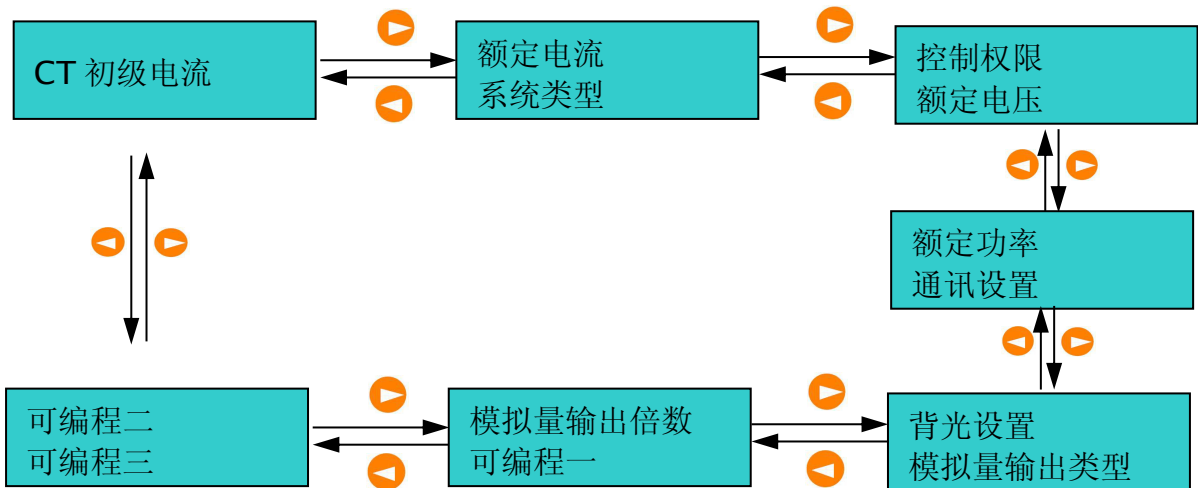 CT 初级电流
额定电流
系统类型
控制权限
额定电压
额定功率
通讯设置
可编程二
可编程三
模拟量输出倍数
可编程一
背光设置
模拟量输出类型